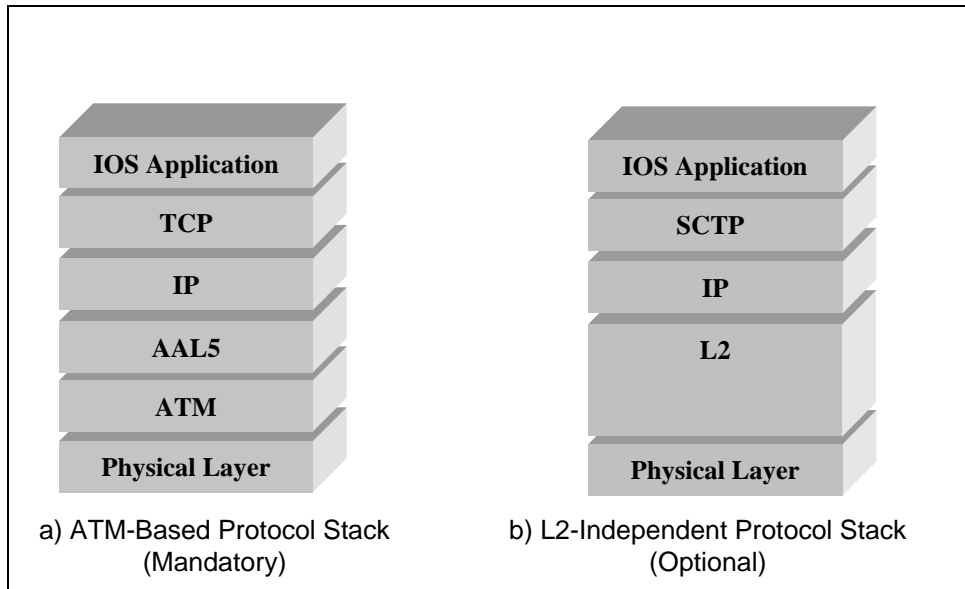 IOS Application
TCP
IP
AAL5
ATM
Physical Layer
a) ATM-Based Protocol Stack
(Mandatory)
IOS Application
SCTP
IP
L2
Physical Layer
b) L2-Independent Protocol Stack
(Optional)